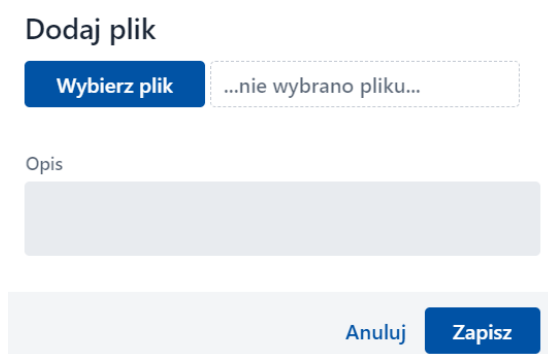 Dodaj plik
Wybierz plik ...nie wybrano pliku...
Opis
Anuluj Zapisz